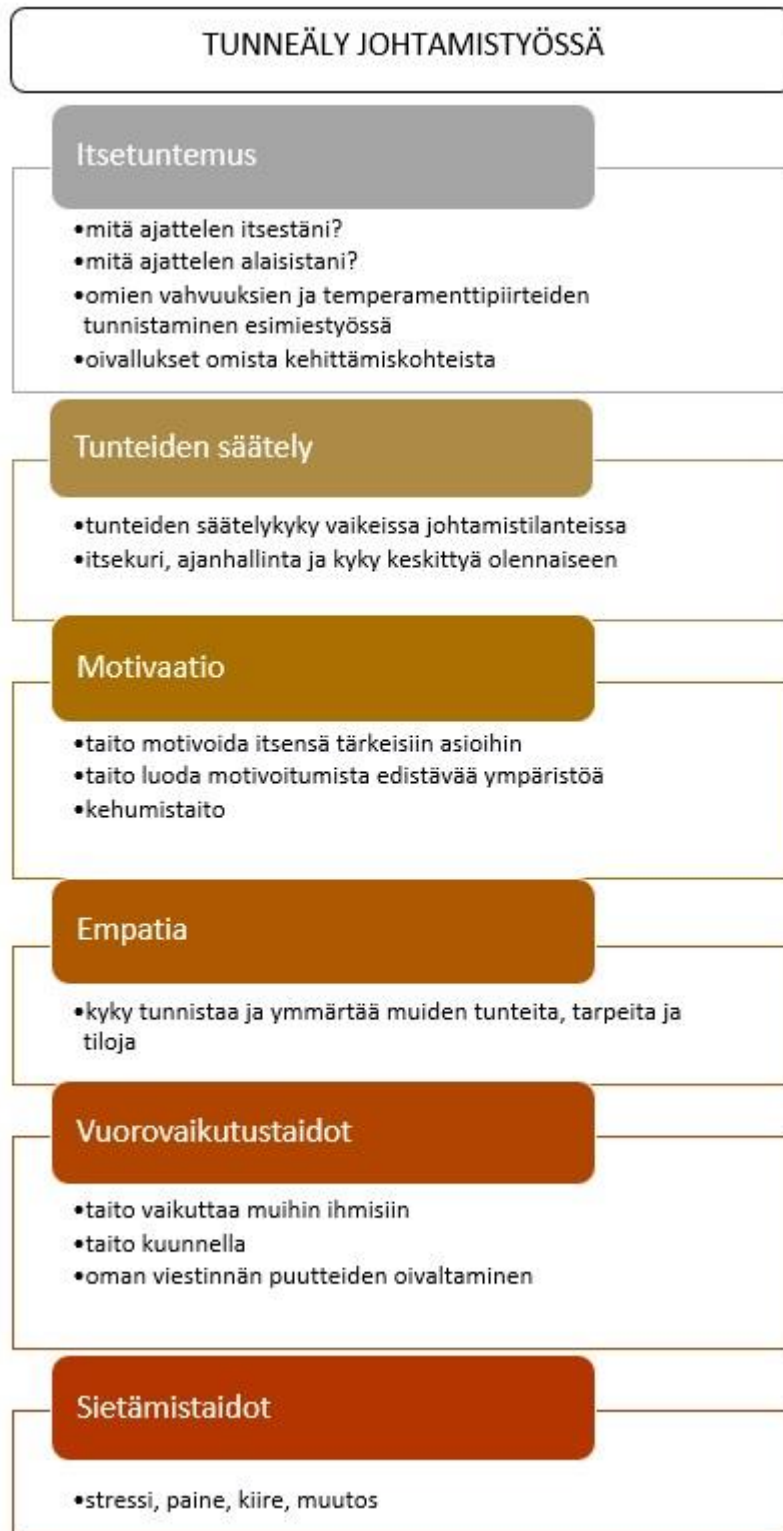 TUNNEÄLY JOHTAMISTYÖSSÄ
Itsetuntemus
•mitä ajattelen itsestäni?
•mitä ajattelen alaisistani?
•omien vahvuuksien ja temperamenttipiirteiden
tunnistaminen esimiestyössä
•oivallukset omista kehittämiskohteista
Tunteiden säätely
•tunteiden säätelykyky vaikeissa johtamistilanteissa
•itsekuri, ajanhallinta ja kyky keskittyä olennaiseen
Motivaatio
•taito motivoida itsensä tärkeisiin asioihin
•taito luoda motivoitumista edistävää ympäristöä
•kehumistaito
Empatia
•kyky tunnistaa ja ymmärtää muiden tunteita, tarpeita ja
tiloja
Vuorovaikutustaidot
•taito vaikuttaa muihin ihmisiin
•taito kuunnella
•oman viestinnän puutteiden oivaltaminen
Sietämistaidot
•stressi, paine, kiire, muutos